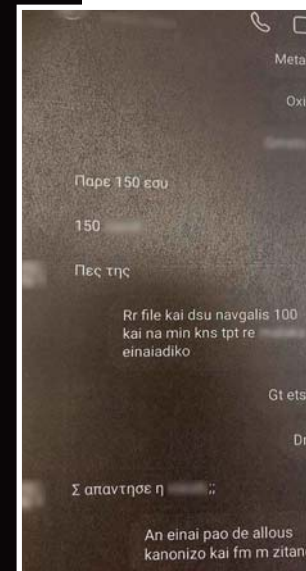 Meta
Oxi
Παρε 150 εσυ
150
Πες της
Rr file kai dsu navgalis 100
kai na min kns tpt re
einaiadiko
Gt ets
Dr
Σ απαντησε η ;;
An einai pao de allous
kanonizo kai fm m zitane